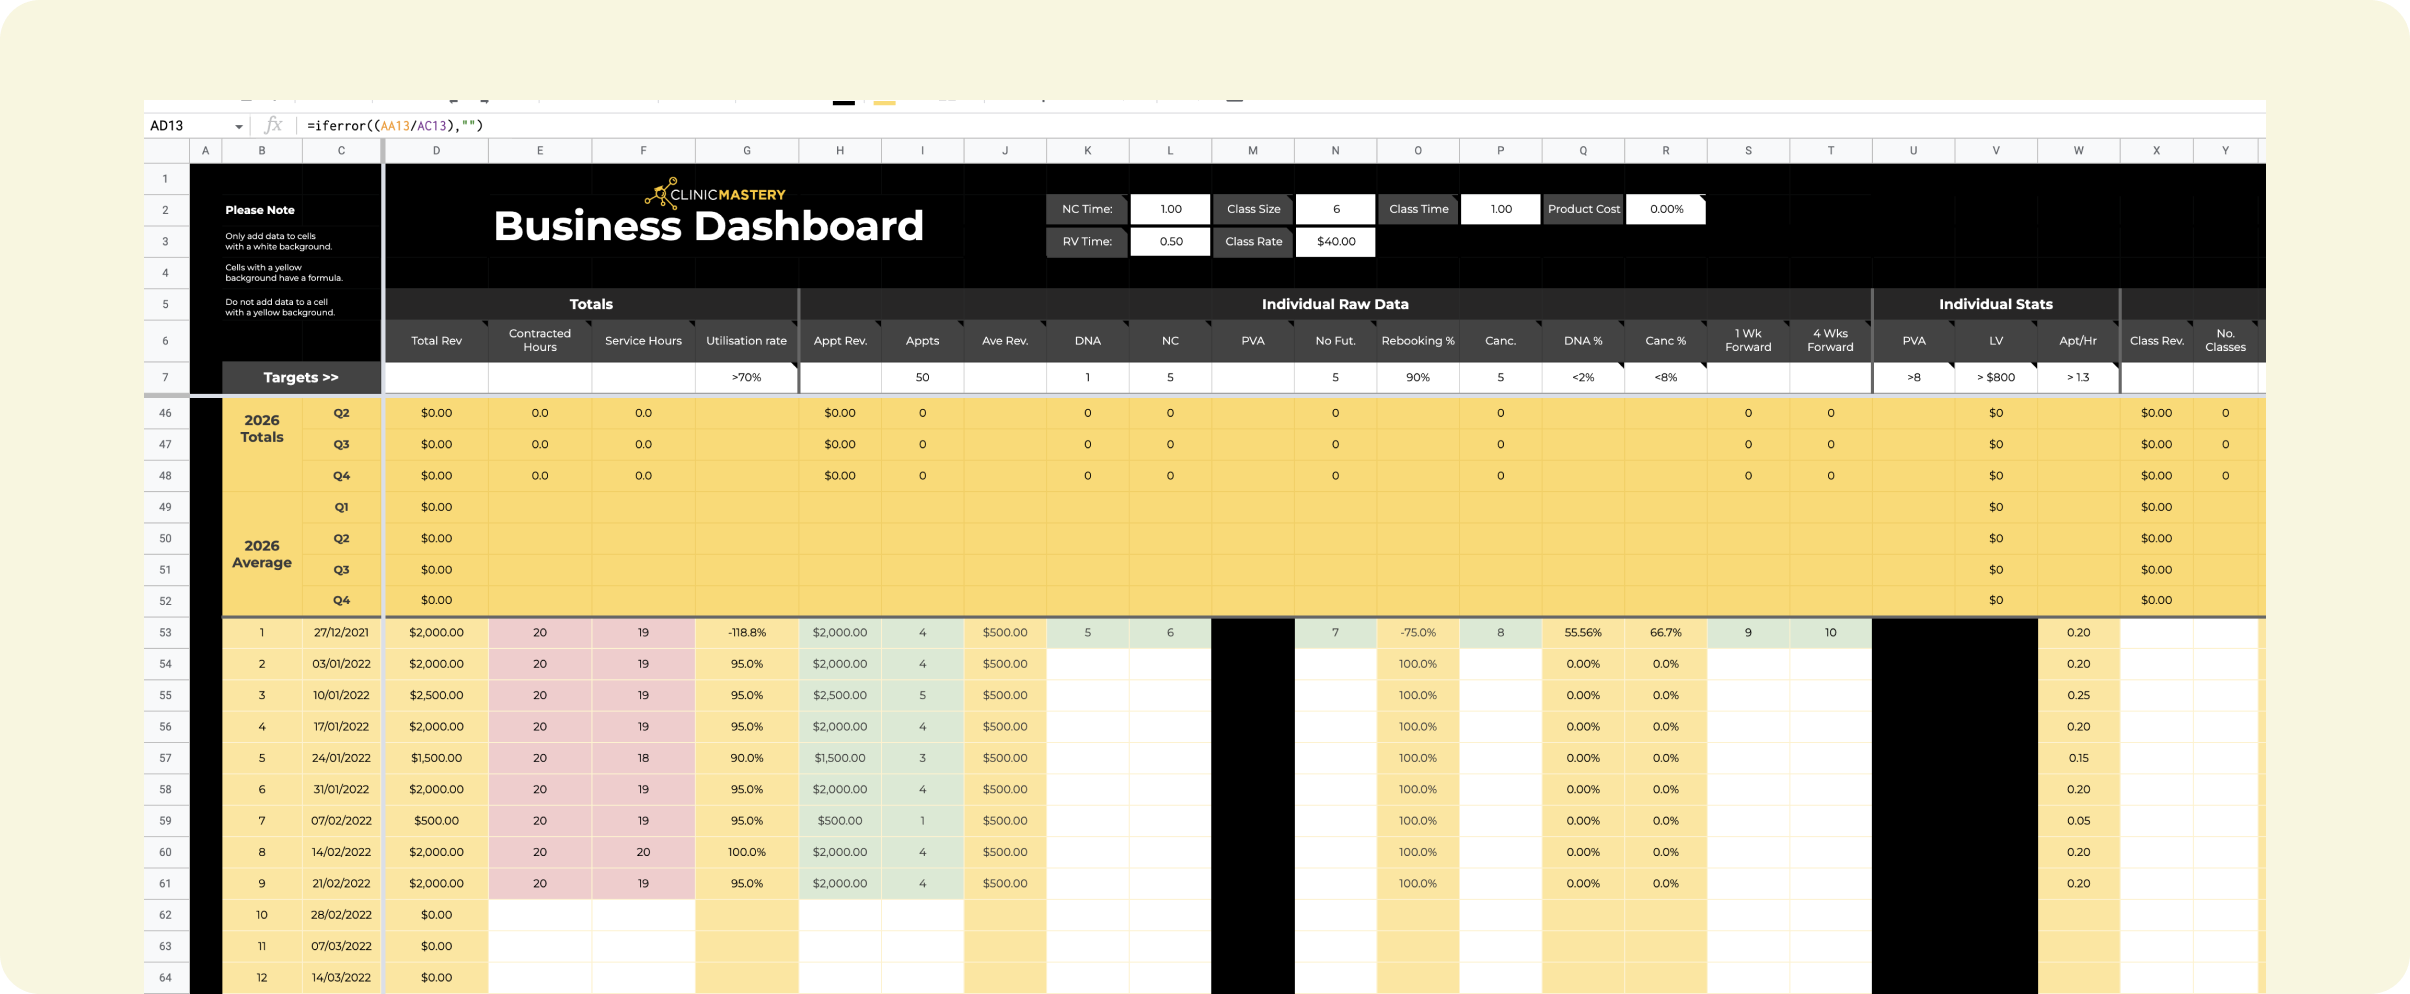 AD13 fx =iferror((AA13/AC13),"")
A B C D E F G H I J K L M N O P Q R S T U V W X Y
1
CLINICMASTERY
2 Please Note NC Time: 1.00 Class Size 6 Class Time 1.00 Product Cost 0.00%
Business Dashboard
3 Only add data to cells
with a white background.
RV Time: 0.50 Class Rate $40.00
4 Cells with a yellow
background have a formula.
5 Do not add data to a cell
with a yellow background.
Totals Individual Raw Data Individual Stats
6 Total Rev Contracted Hours Service Hours Utilisation rate Appt Rev. Appts Ave Rev. DNA NC PVA No Fut. Rebooking % Canc. DNA % Canc % 1 Wk Forward 4 Wks Forward PVA LV Apt/Hr Class Rev. No. Classes
7 Targets >> >70% 50 1 5 5 90% 5 <2% <8% >8 > $800 > 1.3
2026
Totals
46 Q2 $0.00 0.0 0.0 $0.00 0 0 0 0 0 0 0 $0 $0.00 0
47 Q3 $0.00 0.0 0.0 $0.00 0 0 0 0 0 0 0 $0 $0.00 0
48 Q4 $0.00 0.0 0.0 $0.00 0 0 0 0 0 0 0 $0 $0.00 0
2026
Average
49 Q1 $0.00 $0 $0.00
50 Q2 $0.00 $0 $0.00
51 Q3 $0.00 $0 $0.00
52 Q4 $0.00 $0 $0.00
53 1 27/12/2021 $2,000.00 20 19 -118.8% $2,000.00 4 $500.00 5 6 7 -75.0% 8 55.56% 66.7% 9 10 0.20
54 2 03/01/2022 $2,000.00 20 19 95.0% $2,000.00 4 $500.00 100.0% 0.00% 0.0% 0.20
55 3 10/01/2022 $2,500.00 20 19 95.0% $2,500.00 5 $500.00 100.0% 0.00% 0.0% 0.25
56 4 17/01/2022 $2,000.00 20 19 95.0% $2,000.00 4 $500.00 100.0% 0.00% 0.0% 0.20
57 5 24/01/2022 $1,500.00 20 18 90.0% $1,500.00 3 $500.00 100.0% 0.00% 0.0% 0.15
58 6 31/01/2022 $2,000.00 20 19 95.0% $2,000.00 4 $500.00 100.0% 0.00% 0.0% 0.20
59 7 07/02/2022 $500.00 20 19 95.0% $500.00 1 $500.00 100.0% 0.00% 0.0% 0.05
60 8 14/02/2022 $2,000.00 20 20 100.0% $2,000.00 4 $500.00 100.0% 0.00% 0.0% 0.20
61 9 21/02/2022 $2,000.00 20 19 95.0% $2,000.00 4 $500.00 100.0% 0.00% 0.0% 0.20
62 10 28/02/2022 $0.00
63 11 07/03/2022 $0.00
64 12 14/03/2022 $0.00